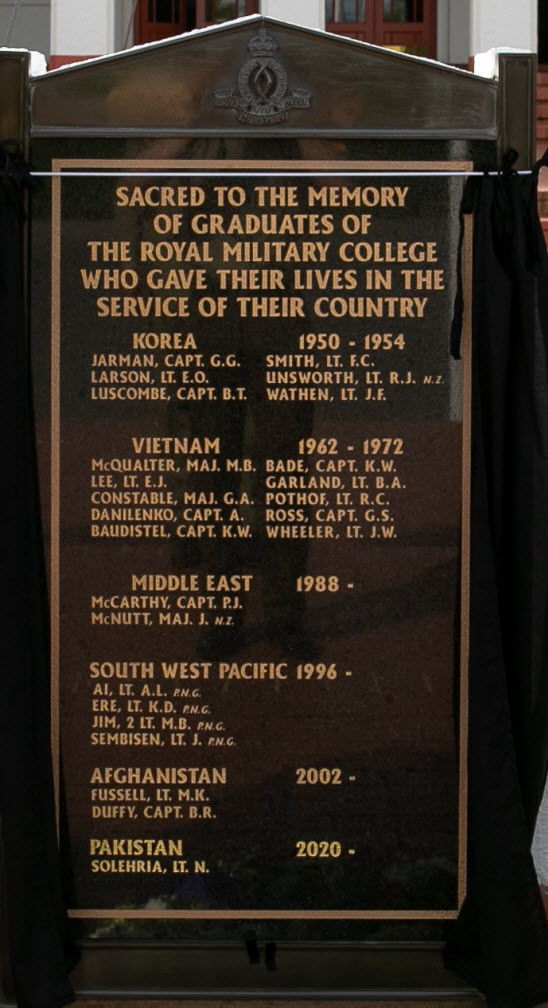 SACRED TO THE MEMORY
OF GRADUATES OF
THE ROYAL MILITARY COLLEGE
WHO GAVE THEIR LIVES IN THE
SERVICE OF THEIR COUNTRY
KOREA 1950 - 1954
JARMAN, CAPT. G.G. SMITH, LT. F.C.
LARSON, LT. E.O. UNSWORTH, LT. R.J. N.Z.
LUSCOMBE, CAPT. B.T. WATHEN, LT. J.F.
VIETNAM 1962 - 1972
McQUALTER, MAJ. M.B. BADE, CAPT. K.W.
LEE, LT. E.J. GARLAND, LT. B.A.
CONSTABLE, MAJ. G.A. POTHOF, LT. R.C.
DANILENKO, CAPT. A. ROSS, CAPT. G.S.
BAUDISTEL, CAPT. K.W. WHEELER, LT. J.W.
MIDDLE EAST 1988 -
McCARTHY, CAPT. P.J.
McNUTT, MAJ. J. N.Z.
SOUTH WEST PACIFIC 1996 -
AI, LT. A.L. P.N.G.
ERE, LT. K.D. P.N.G.
JIM, 2 LT. M.B. P.N.G.
SEMBISEN, LT. J. P.N.G.
AFGHANISTAN 2002 -
FUSSELL, LT. M.K.
DUFFY, CAPT. B.R.
PAKISTAN 2020 -
SOLEHRIA, LT. N.